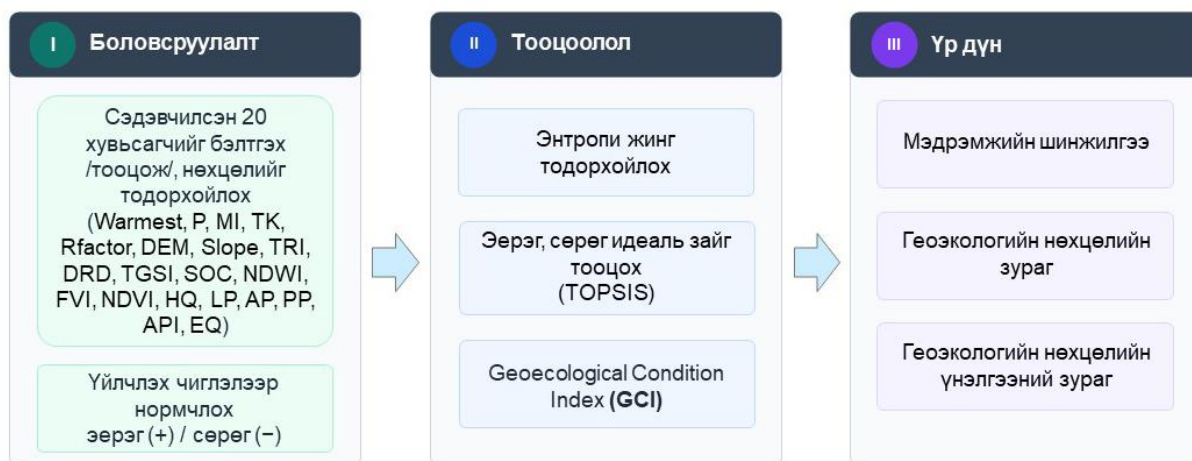 I Боловсруулалт
Сэдэвчилсэн 20
хувьсагчийг бэлтгэх
/тооцож/, нөхцөлийг
тодорхойлох
(Warmest, P, MI, TK,
Rfactor, DEM, Slope, TRI,
DRD, TGSI, SOC, NDWI,
FVI, NDVI, HQ, LP, AP, PP,
API, EQ)
Үйлчлэх чиглэлээр
нормчлох
эерэг (+) / сөрөг (−)
II Тооцоолол
Энтропи жинг
тодорхойлох
Эерэг, сөрөг идеаль зайг
тооцох
(TOPSIS)
Geoecological Condition
Index (GCI)
III Үр дүн
Мэдрэмжийн шинжилгээ
Геоэкологийн нөхцөлийн
зураг
Геоэкологийн нөхцөлийн
үнэлгээний зураг